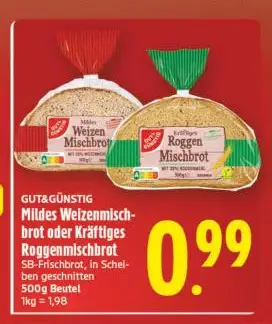 Mildes
Weizen
Mischbrot
Kräftiges
Roggen
Mischbrot
500g
GUT&GÜNSTIG
Mildes Weizenmisch-
brot oder Kräftiges
Roggenmischbrot
SB-Frischbrot, in Schei-
ben geschnitten
500g Beutel
1kg = 1,98
0.99